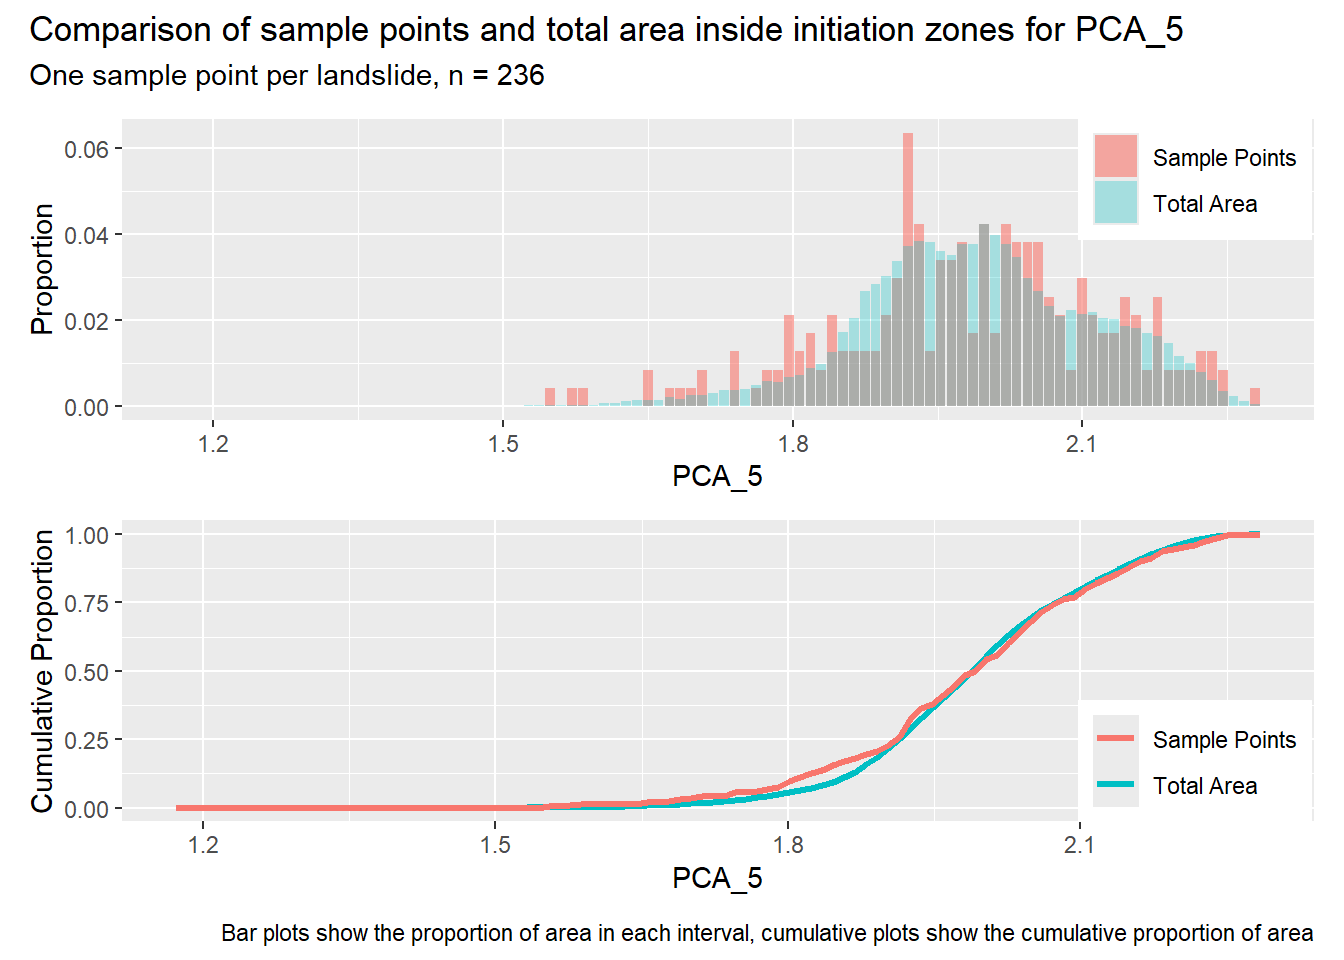 Comparison of sample points and total area inside initiation zones for PCA_5
One sample point per landslide, n = 236
Proportion
0.06
0.04
0.02
0.00
Sample Points
Total Area
1.2 1.5 1.8 2.1
PCA_5
Cumulative Proportion
1.00
0.75
0.50
0.25
0.00
Sample Points
Total Area
1.2 1.5 1.8 2.1
PCA_5
Bar plots show the proportion of area in each interval, cumulative plots show the cumulative proportion of area